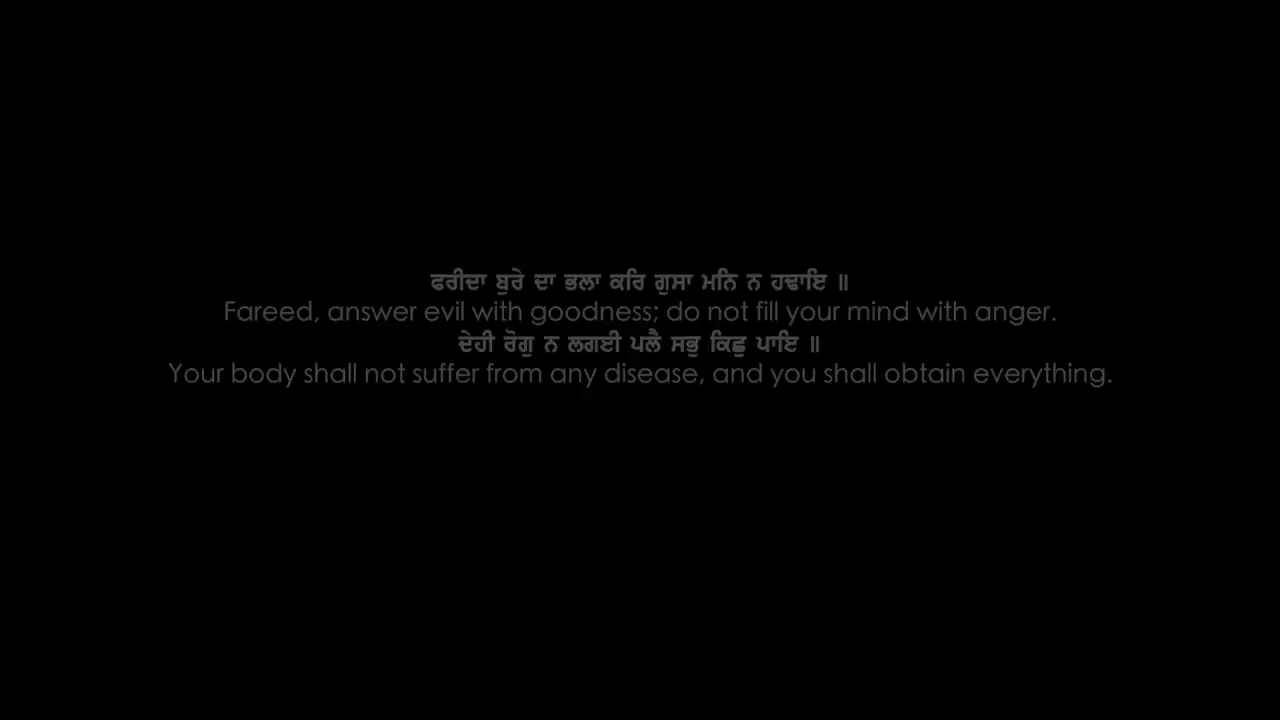 ਫਰੀਦਾ ਬੁਰੇ ਦਾ ਭਲਾ ਕਰਿ ਗੁਸਾ ਮਨਿ ਨ ਹਢਾਇ ॥
Fareed, answer evil with goodness; do not fill your mind with anger.
ਦੇਹੀ ਰੋਗੁ ਨ ਲਗਈ ਪਲੈ ਸਭੁ ਕਿਛੁ ਪਾਇ ॥
Your body shall not suffer from any disease, and you shall obtain everything.